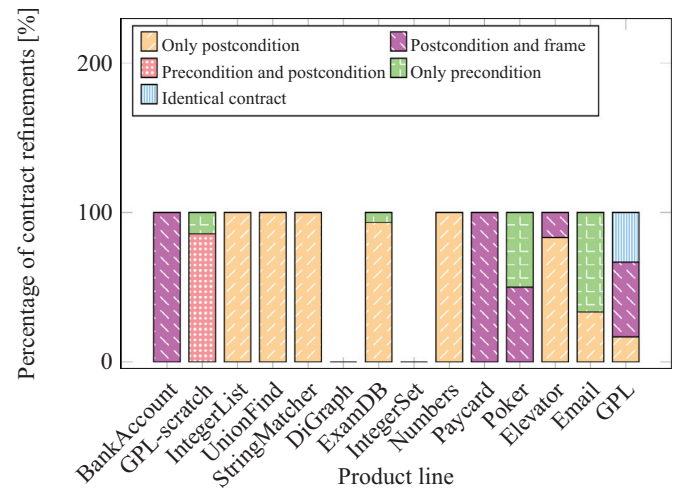 Percentage of contract refinements [%]
200
100
0
Only postcondition
Postcondition and frame
Precondition and postcondition
Only precondition
Identical contract
BankAccount
GPL-scratch
IntegerList
UnionFind
StringMatcher
DiGraph
ExamDB
IntegerSet
Numbers
Paycard
Poker
Elevator
Email
GPL
Product line